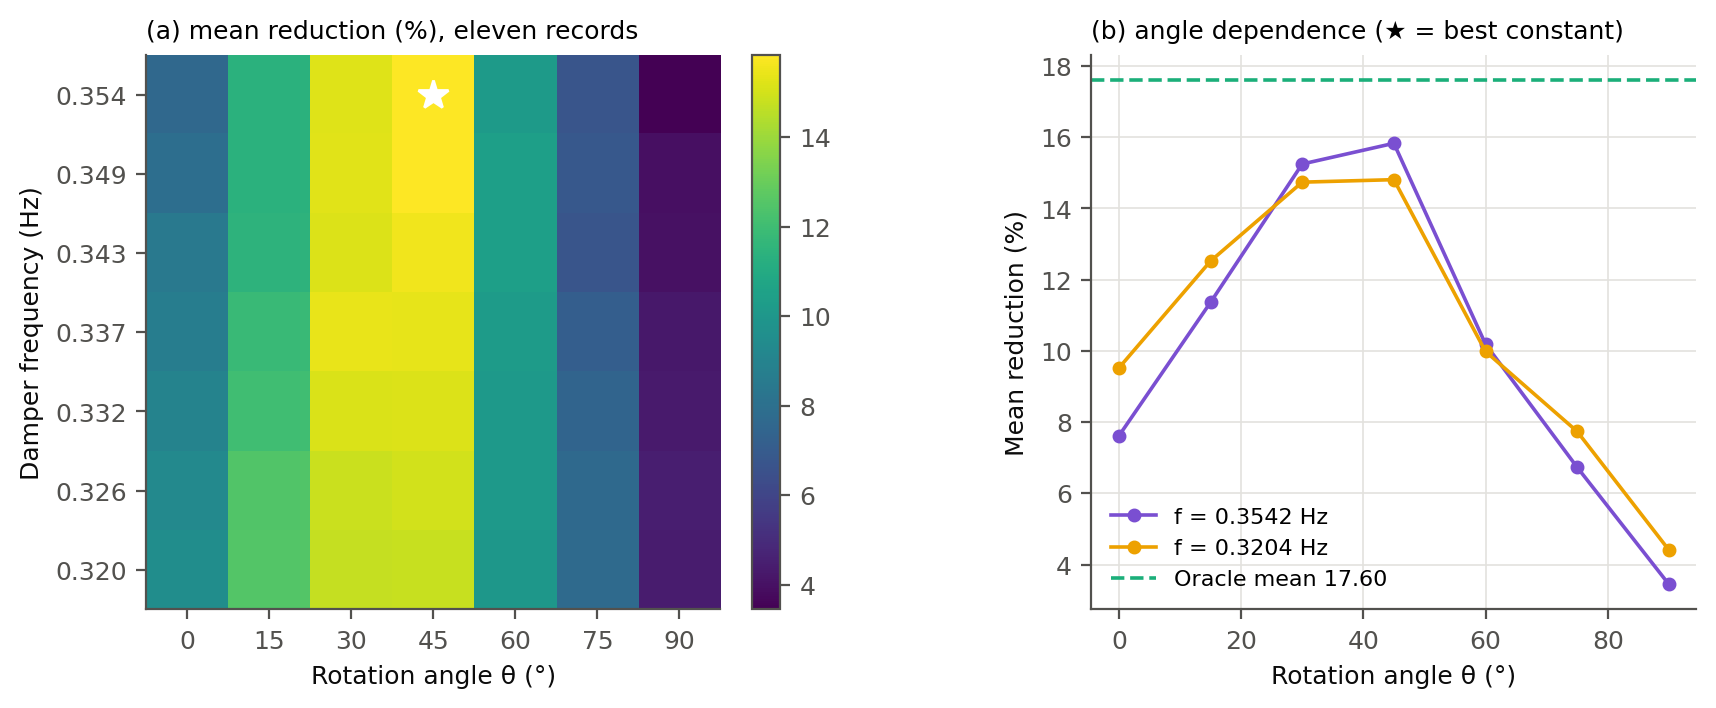 (a) mean reduction (%), eleven records
Damper frequency (Hz)
0.354
0.349
0.343
0.337
0.332
0.326
0.320
0 15 30 45 60 75 90
Rotation angle θ (°)
14
12
10
8
6
4
(b) angle dependence (★ = best constant)
Mean reduction (%)
18
16
14
12
10
8
6
4
f = 0.3542 Hz
f = 0.3204 Hz
Oracle mean 17.60
0 20 40 60 80
Rotation angle θ (°)